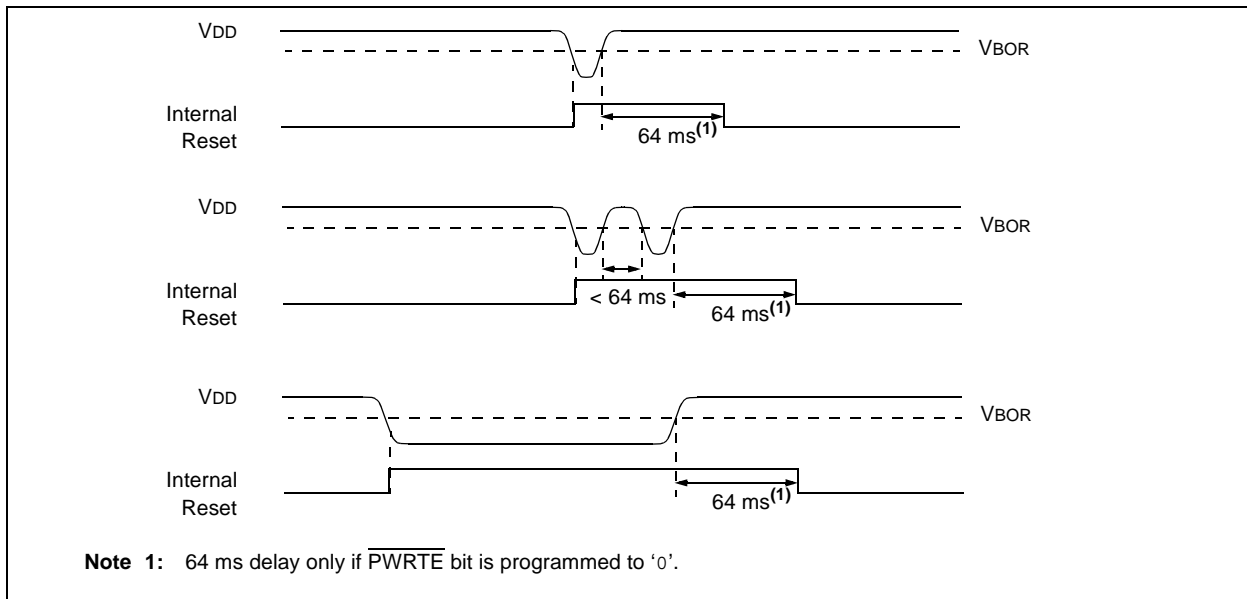 VDD
VBOR
Internal
Reset
64 ms(1)
VDD
VBOR
Internal
Reset
< 64 ms
64 ms(1)
VDD
VBOR
Internal
Reset
64 ms(1)
Note 1: 64 ms delay only if PWRTE bit is programmed to ‘0’.